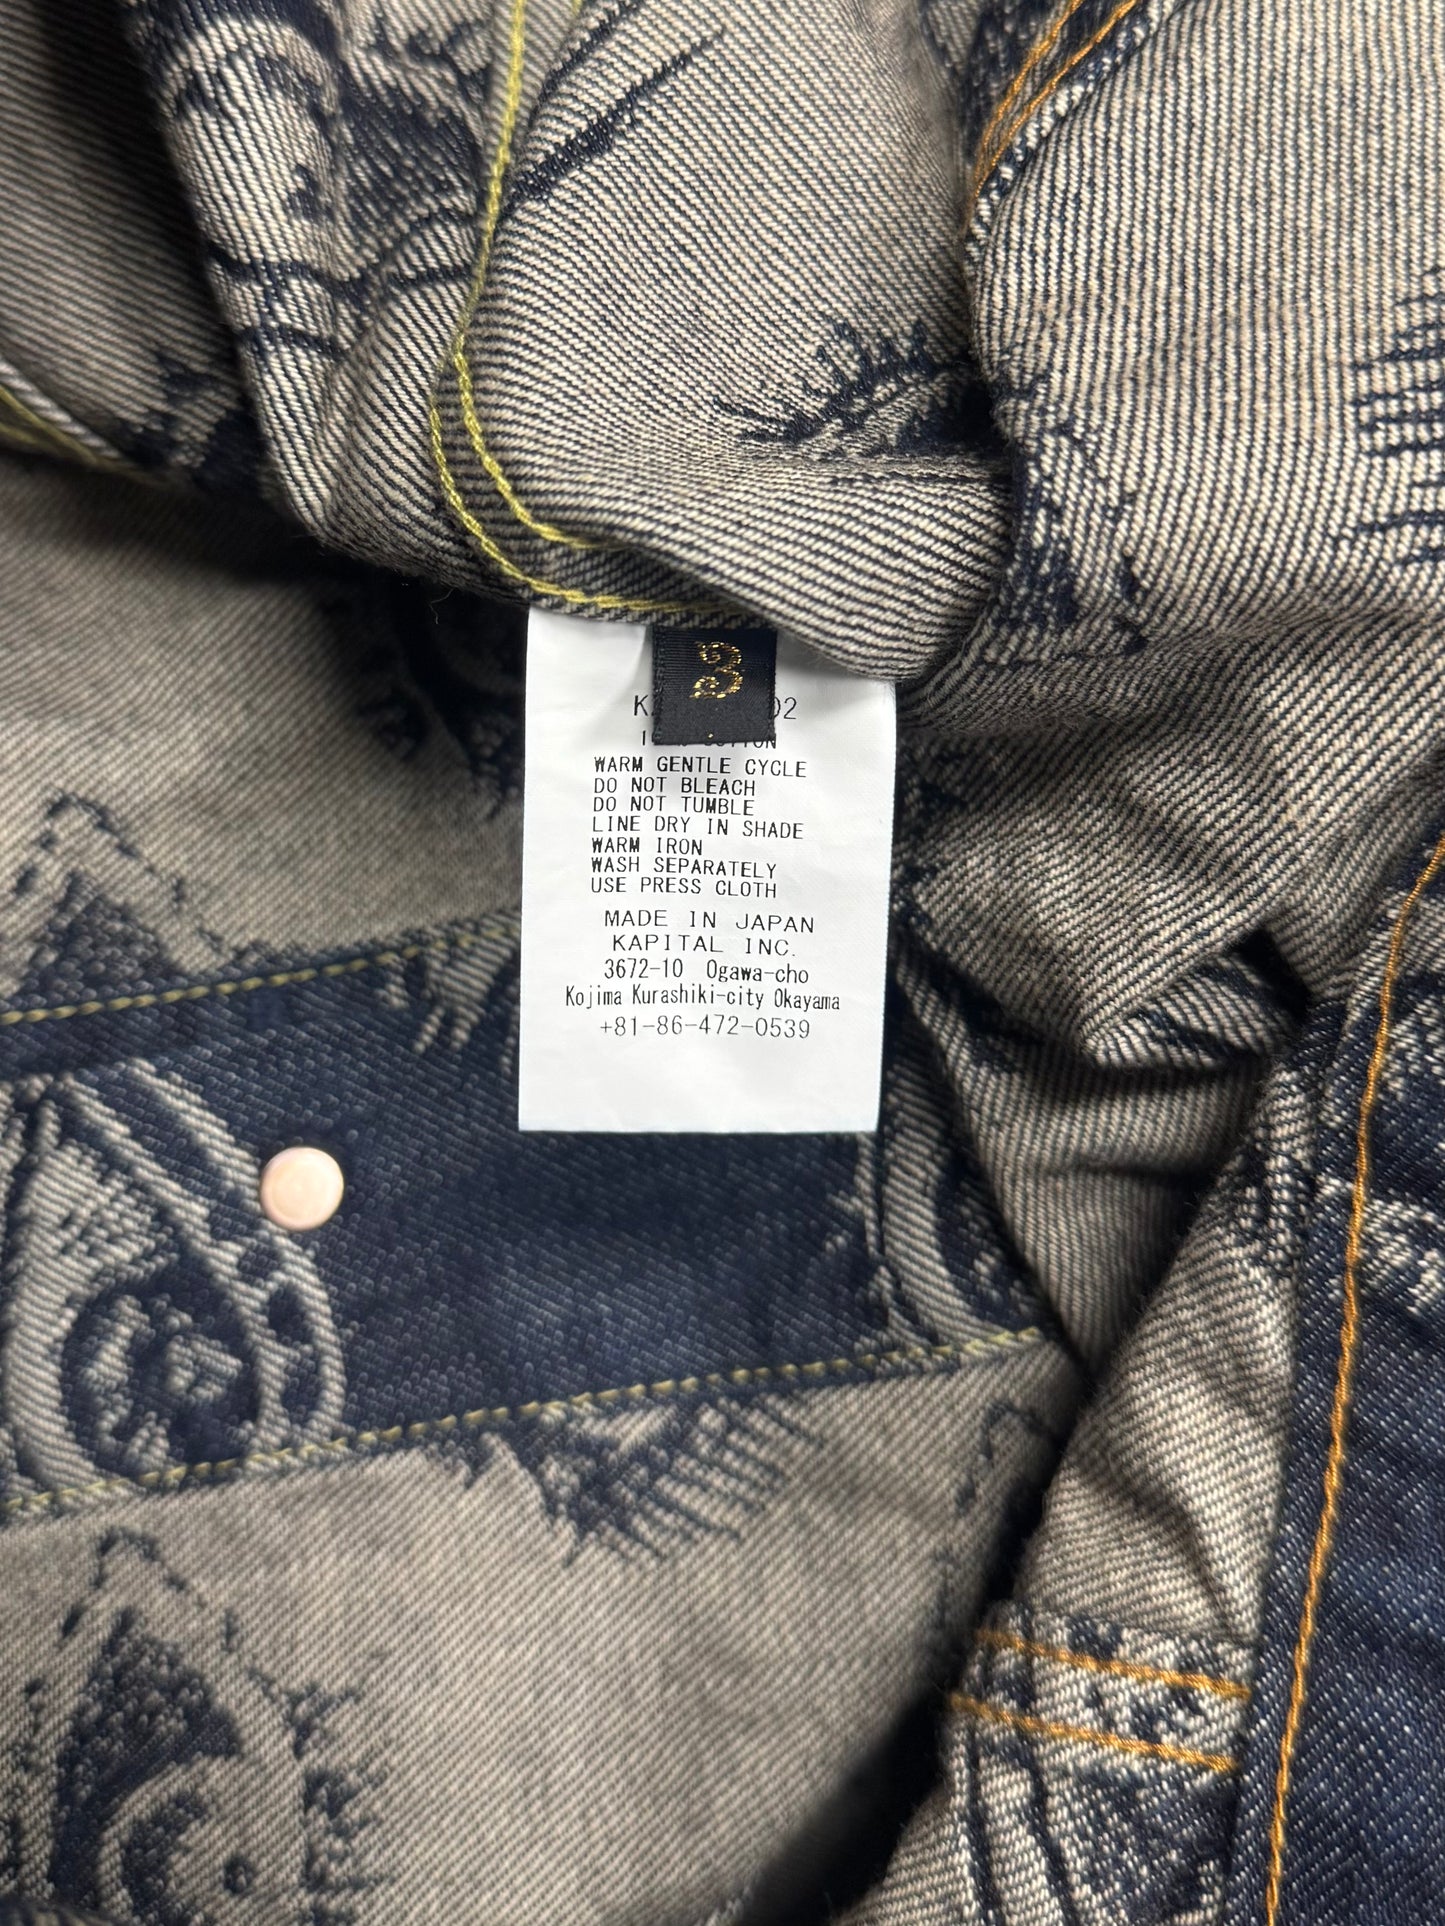 3
WARM GENTLE CYCLE
DO NOT BLEACH
DO NOT TUMBLE
LINE DRY IN SHADE
WARM IRON
WASH SEPARATELY
USE PRESS CLOTH
MADE IN JAPAN
KAPITAL INC.
3672-10 Ogawa-cho
Kojima Kurashiki-city Okayama
+81-86-472-0539